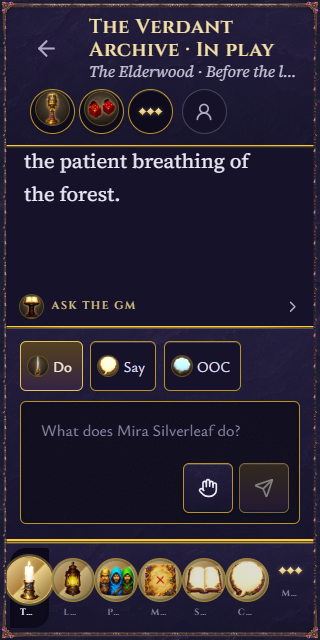 The Verdant
Archive · In play
The Elderwood · Before the l...
the patient breathing of
the forest.
ASK THE GM
Do
Say
OOC
What does Mira Silverleaf do?
T...
L...
P...
M...
S...
C...
M...